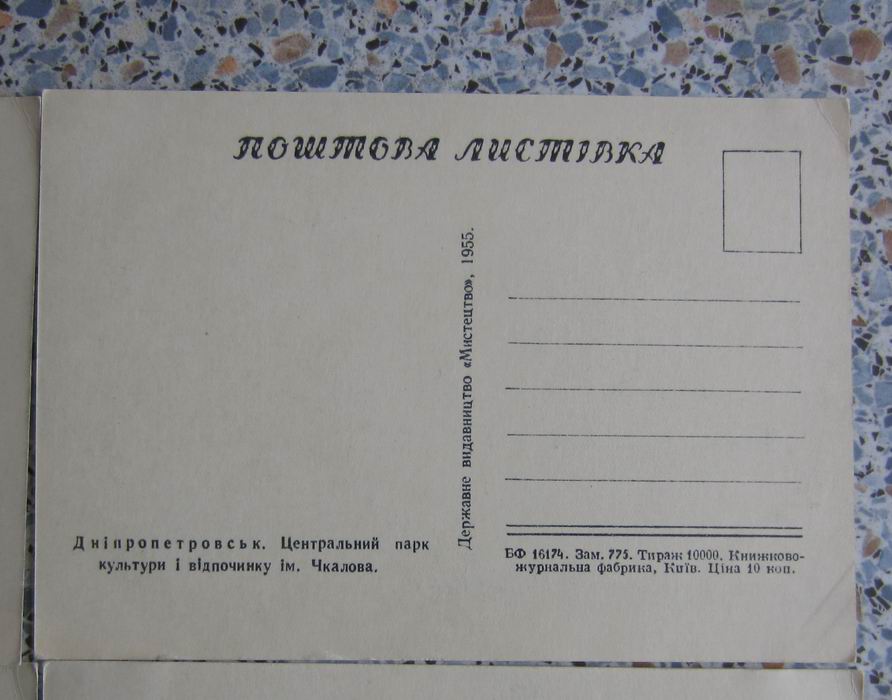 ПОШТОВА ЛИСТІВКА
Державне видавництво «Мистецтво», 1955.
Дніпропетровськ. Центральний парк
культури і відпочинку ім. Чкалова.
БФ 16174. Зам. 775. Тираж 10000. Книжково-
журнальна фабрика, Київ. Ціна 10 коп.